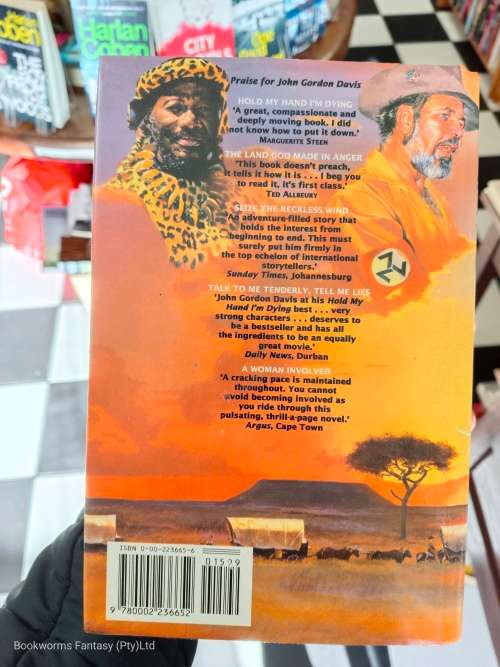 Harlan
Coben
THE
BOY
CITY
Praise for John Gordon Davis
HOLD MY HAND I'M DYING
'A great, compassionate and
deeply moving book. I did
not know how to put it down.'
MARGUERITE STEEN
THE LAND GOD MADE IN ANGER
'This book doesn't preach,
it tells it how it is . . . I beg you
to read it, it's first class.'
TED ALLBEURY
SEIZE THE RECKLESS WIND
'An adventure-filled story that
holds the interest from
beginning to end. This must
surely put him firmly in
the top echelon of international
storytellers.'
Sunday Times, Johannesburg
TALK TO ME TENDERLY, TELL ME LIES
'John Gordon Davis at his Hold My
Hand I'm Dying best . . . very
strong characters . . . deserves to
be a bestseller and has all
the ingredients to be an equally
great movie.'
Daily News, Durban
A WOMAN INVOLVED
'A cracking pace is maintained
throughout. You cannot
avoid becoming involved as
you ride through this
pulsating, thrill-a-page novel.'
Argus, Cape Town
ISBN 0-00-223665-6
01599
9 780002 236652
Bookworms Fantasy (Pty)Ltd